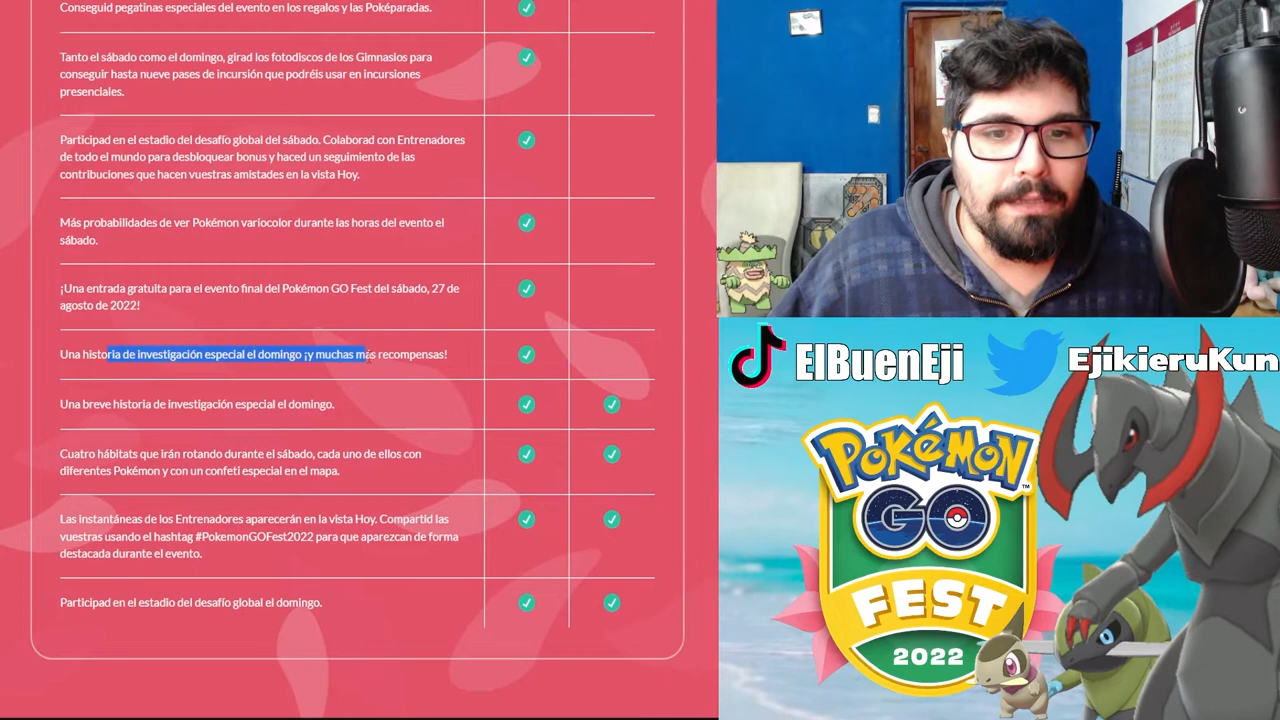 Conseguid pegatinas especiales del evento en los regalos y las Poképaradas.
Tanto el sábado como el domingo, girad los fotodiscos de los Gimnasios para
conseguir hasta nueve pases de incursión que podréis usar en incursiones
presenciales.
Participad en el estadio del desafío global del sábado. Colaborad con Entrenadores
de todo el mundo para desbloquear bonus y haced un seguimiento de las
contribuciones que hacen vuestras amistades en la vista Hoy.
Más probabilidades de ver Pokémon variocolor durante las horas del evento el
sábado.
¡Una entrada gratuita para el evento final del Pokémon GO Fest del sábado, 27 de
agosto de 2022!
Una historia de investigación especial el domingo ¡y muchas más recompensas!
Una breve historia de investigación especial el domingo.
Cuatro hábitats que irán rotando durante el sábado, cada uno de ellos con
diferentes Pokémon y con un confeti especial en el mapa.
Las instantáneas de los Entrenadores aparecerán en la vista Hoy. Compartid las
vuestras usando el hashtag #PokemonGOFest2022 para que aparezcan de forma
destacada durante el evento.
Participad en el estadio del desafío global el domingo.
ElBuenEji
EjikieruKun
POKéMON
TM
GO
FEST
2022